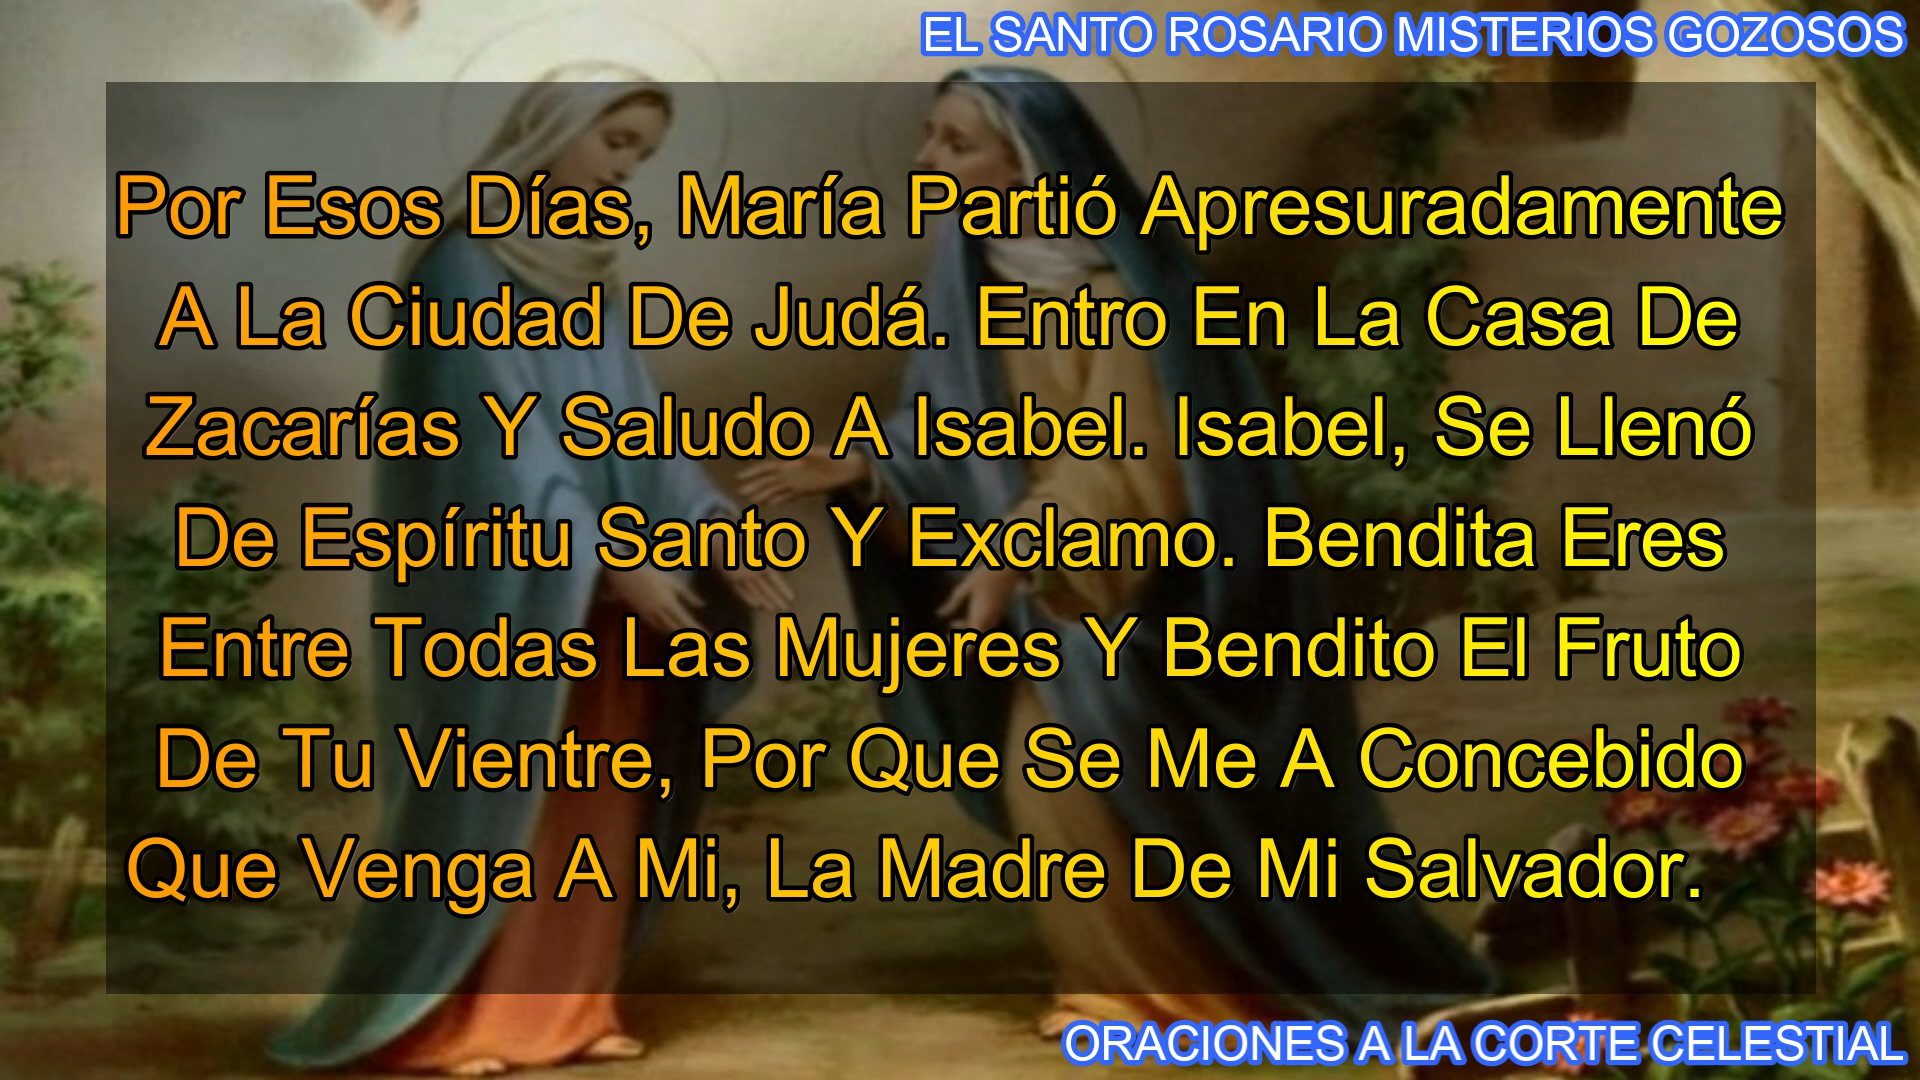 EL SANTO ROSARIO MISTERIOS GOZOSOS
Por Esos Días, María Partió Apresuradamente
A La Ciudad De Judá. Entro En La Casa De
Zacarías Y Saludo A Isabel. Isabel, Se Llenó
De Espíritu Santo Y Exclamo. Bendita Eres
Entre Todas Las Mujeres Y Bendito El Fruto
De Tu Vientre, Por Que Se Me A Concebido
Que Venga A Mi, La Madre De Mi Salvador.
ORACIONES A LA CORTE CELESTIAL